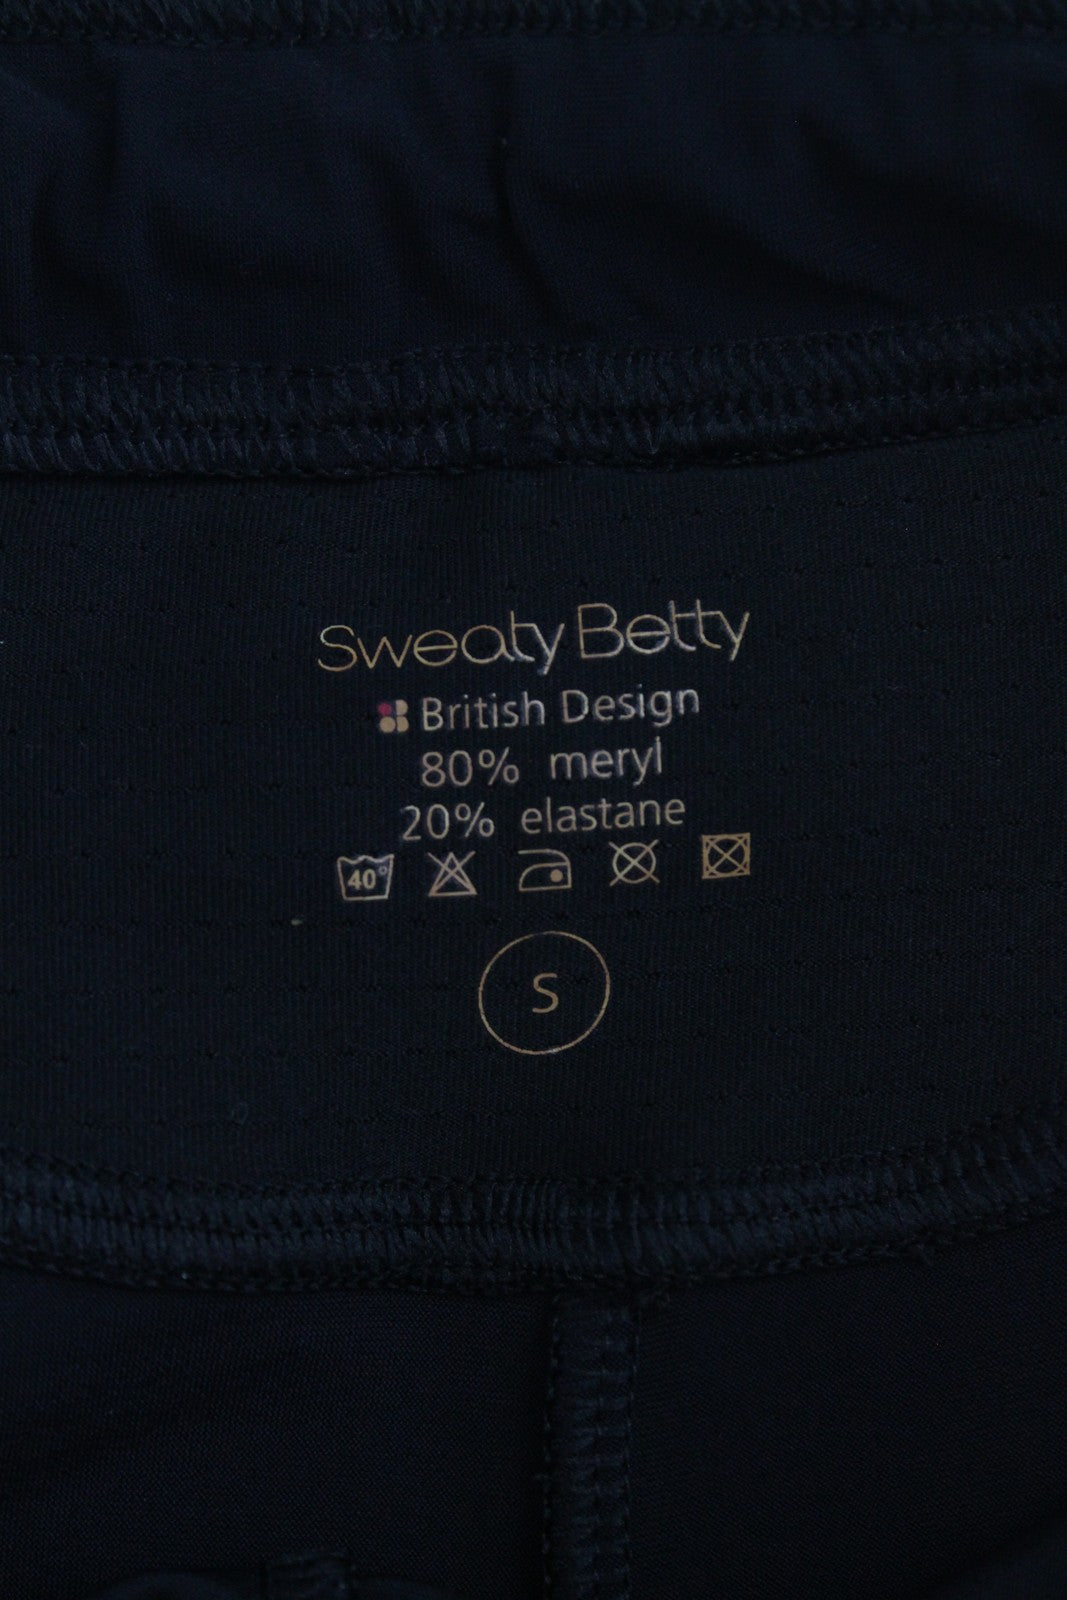 Sweaty Betty
British Design
80% meryl
20% elastane
40°
S